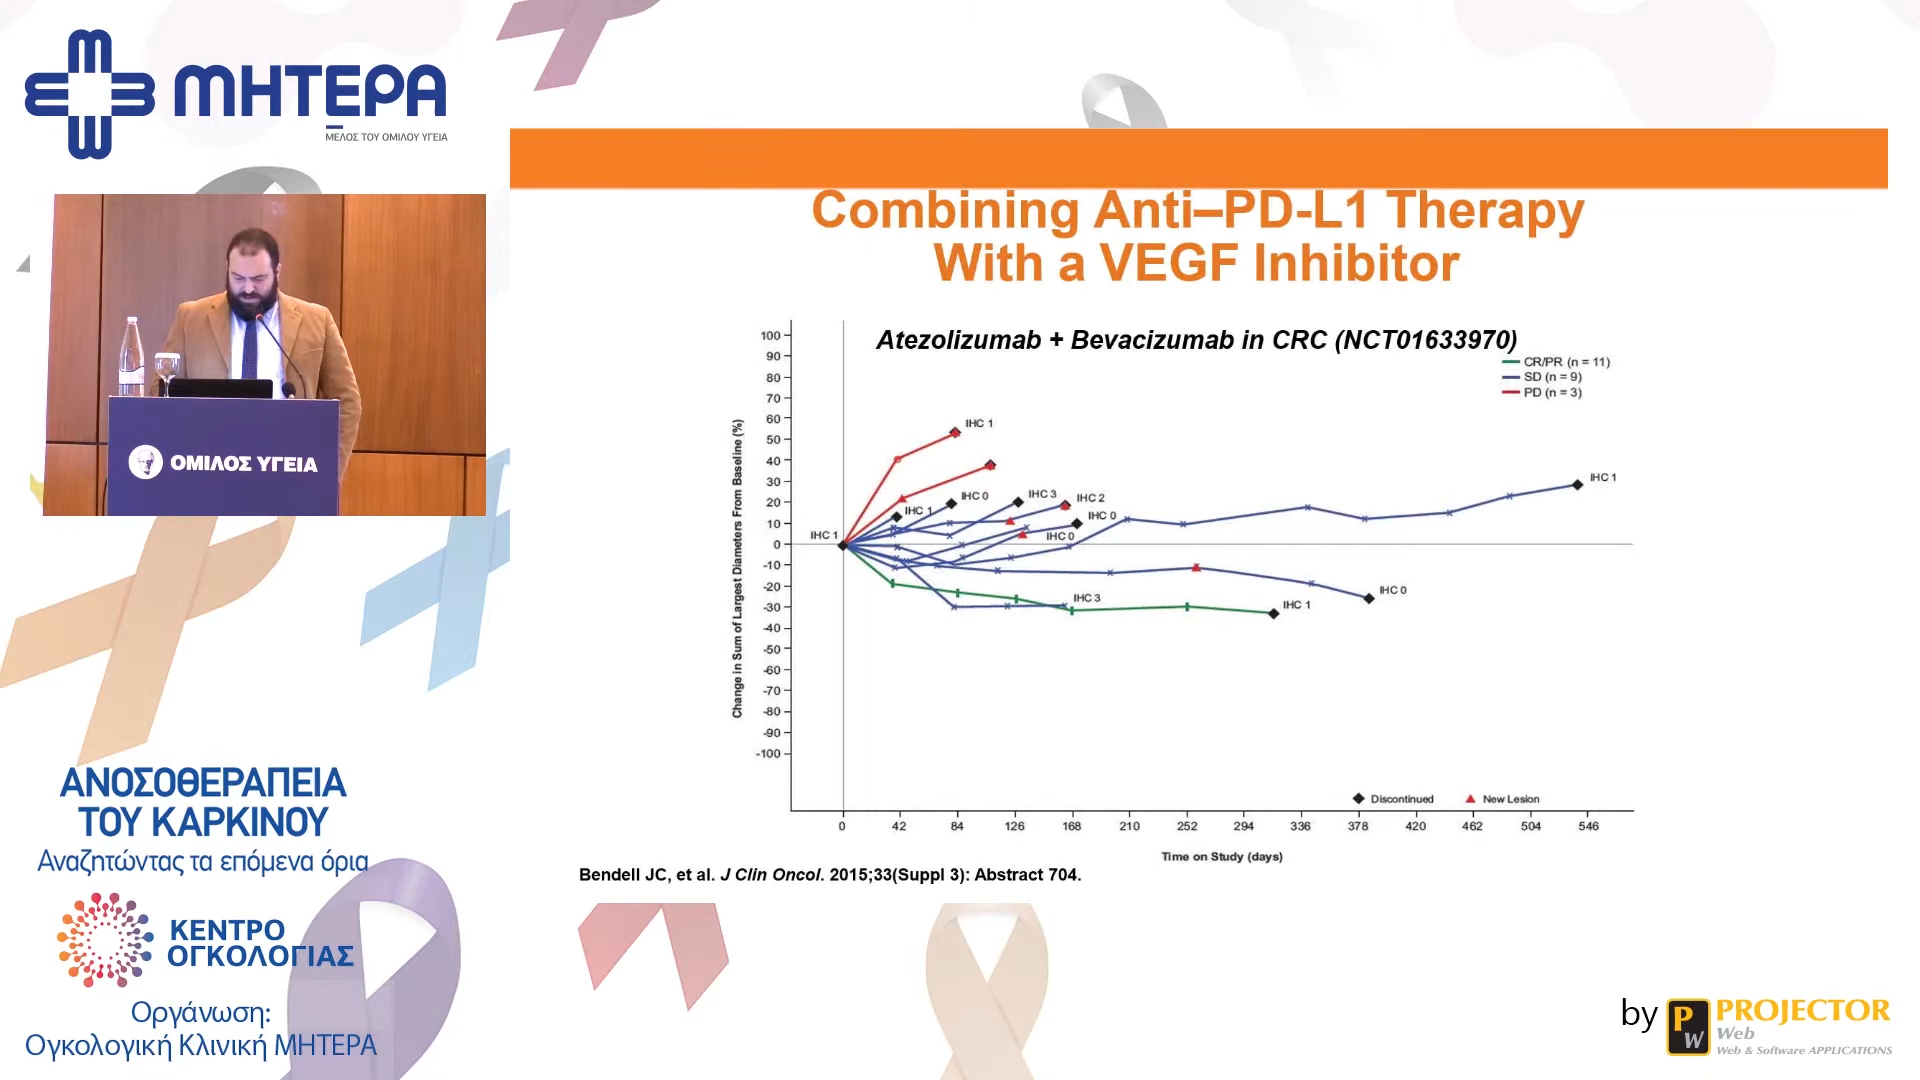 ΜΗΤΕΡΑ
ΜΕΛΟΣ ΤΟΥ ΟΜΙΛΟΥ ΥΓΕΙΑ
ΟΜΙΛΟΣ ΥΓΕΙΑ
ΑΝΟΣΟΘΕΡΑΠΕΙΑ
ΤΟΥ ΚΑΡΚΙΝΟΥ
Αναζητώντας τα επόμενα όρια
ΚΕΝΤΡΟ
ΟΓΚΟΛΟΓΙΑΣ
Οργάνωση:
Ογκολογική Κλινική ΜΗΤΕΡΑ
Combining Anti–PD-L1 Therapy
With a VEGF Inhibitor
Atezolizumab + Bevacizumab in CRC (NCT01633970)
CR/PR (n = 11)
SD (n = 9)
PD (n = 3)
Change in Sum of Largest Diameters From Baseline (%)
100
90
80
70
60
50
40
30
20
10
0
-10
-20
-30
-40
-50
-60
-70
-80
-90
-100
IHC 1
IHC 1
IHC 0
IHC 3
IHC 2
IHC 1
IHC 1
IHC 0
IHC 0
IHC 0
IHC 3
IHC 1
Discontinued
New Lesion
0 42 84 126 168 210 252 294 336 378 420 462 504 546
Time on Study (days)
Bendell JC, et al. J Clin Oncol. 2015;33(Suppl 3): Abstract 704.
by
PW
PROJECTOR
Web
Web & Software APPLICATIONS